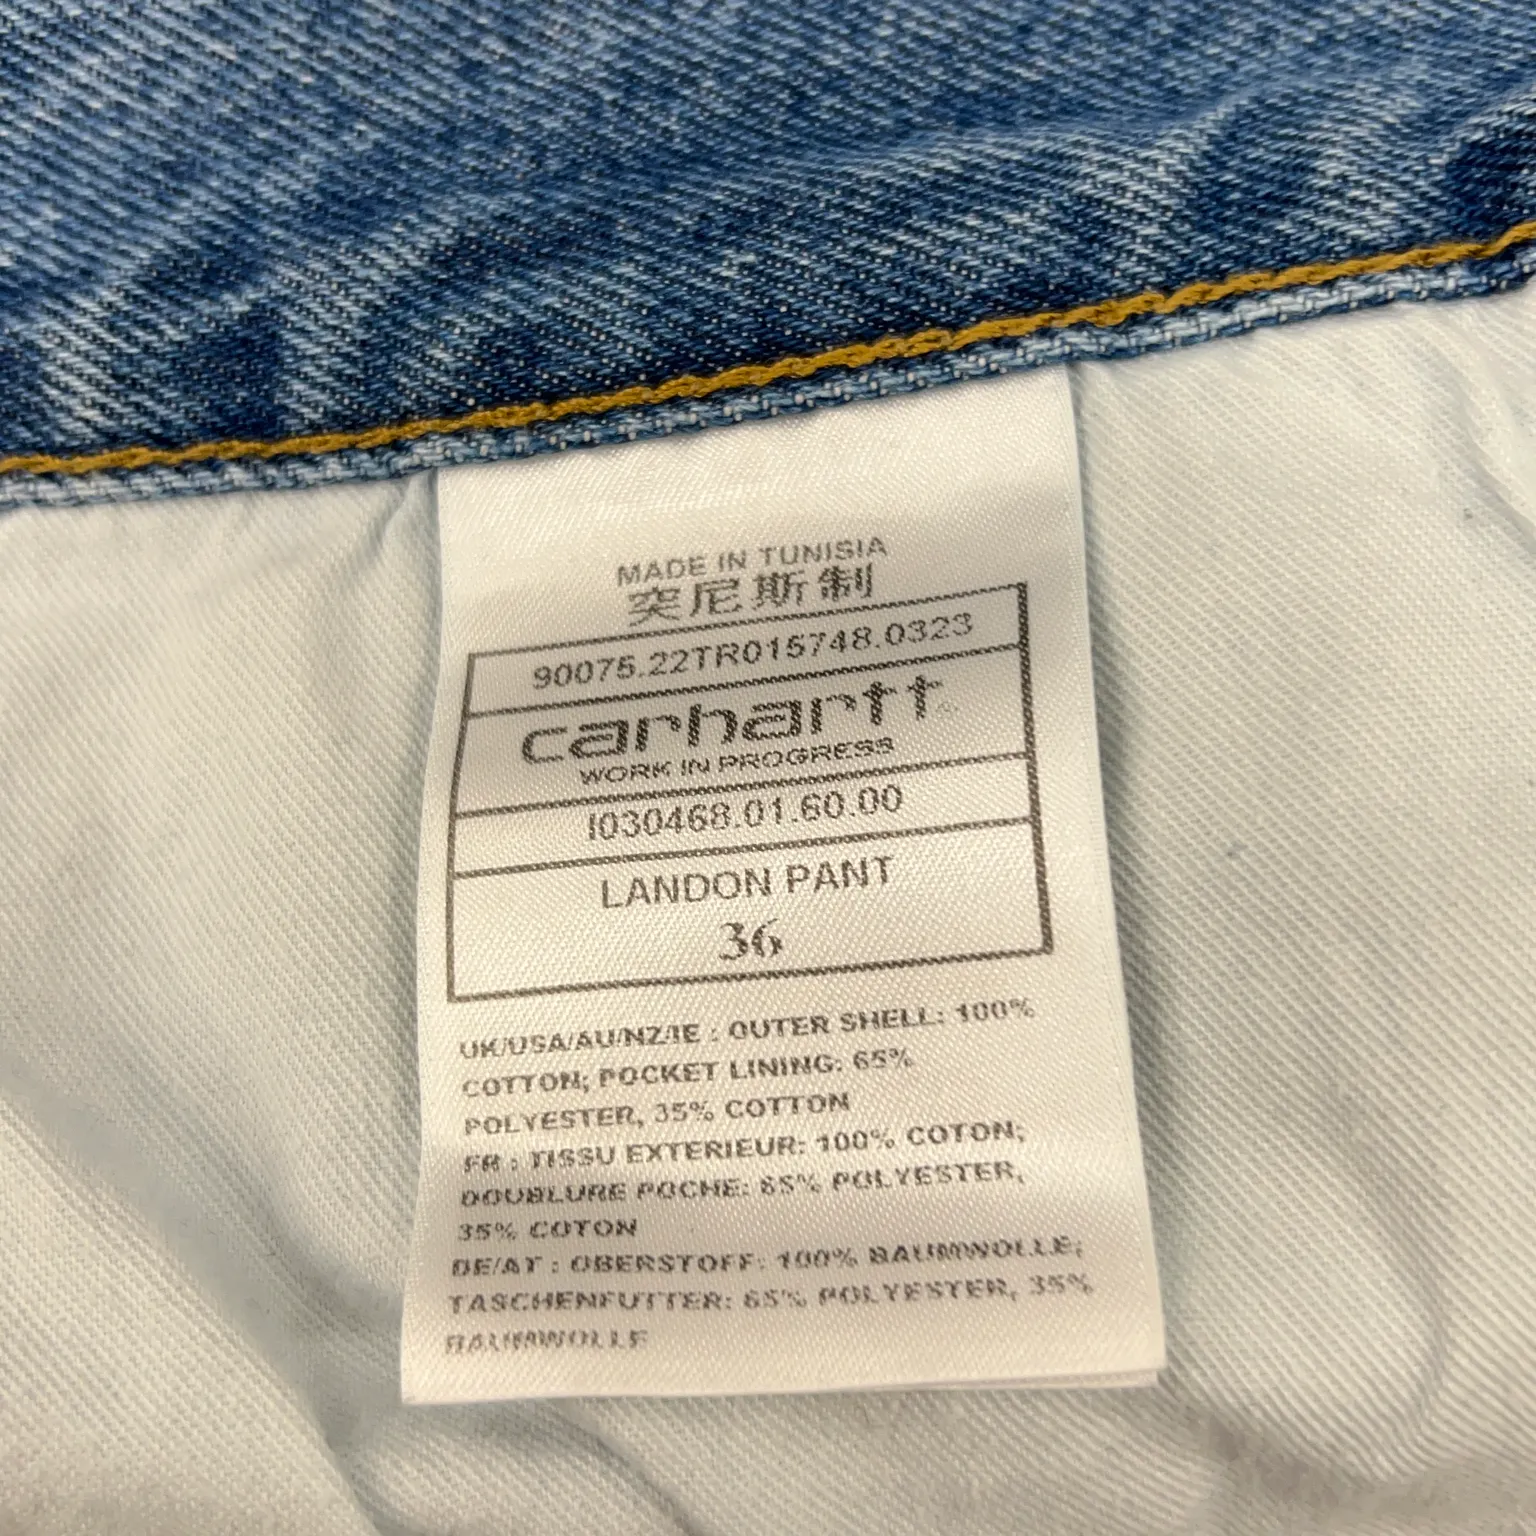 MADE IN TUNISIA
突尼斯制
90075.22TR015748.0323
carhartt
WORK IN PROGRESS
I030468.01.60.00
LANDON PANT
36
UK/USA/AU/NZ/IE : OUTER SHELL: 100%
COTTON; POCKET LINING: 65%
POLYESTER, 35% COTTON
FR : TISSU EXTERIEUR: 100% COTON;
DOUBLURE POCHE: 65% POLYESTER,
35% COTON
DE/AT : OBERSTOFF: 100% BAUMWOLLE;
TASCHENFUTTER: 65% POLYESTER, 35%
BAUMWOLLE